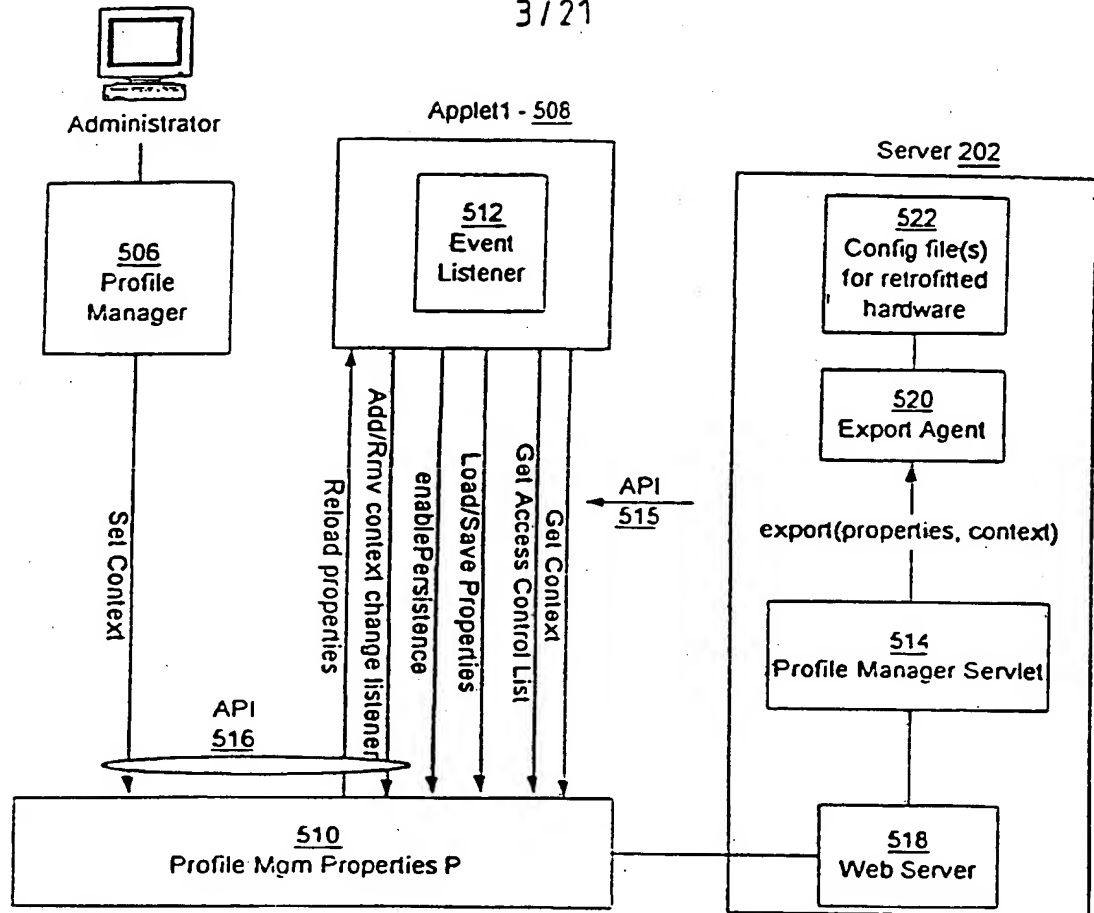 3/21
Administrator
Applet1 - 508
Server 202
506
Profile
Manager
512
Event
Listener
522
Config file(s)
for retrofitted
hardware
520
Export Agent
export(properties, context)
514
Profile Manager Servlet
518
Web Server
Set Context
Reload properties
Add/Rmv context change listener
enablePersistence
Load/Save Properties
Get Access Control List
Get Context
API
515
API
516
510
Profile Mgm Properties P